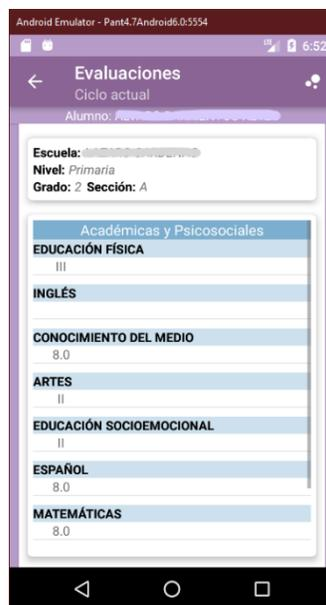 Android Emulator - Pant4.7Android6.0:5554
LTE 6:52
Evaluaciones
Ciclo actual
Alumno:
Escuela:
Nivel: Primaria
Grado: 2 Sección: A
Académicas y Psicosociales
EDUCACIÓN FÍSICA
III
INGLÉS
CONOCIMIENTO DEL MEDIO
8.0
ARTES
II
EDUCACIÓN SOCIOEMOCIONAL
II
ESPAÑOL
8.0
MATEMÁTICAS
8.0